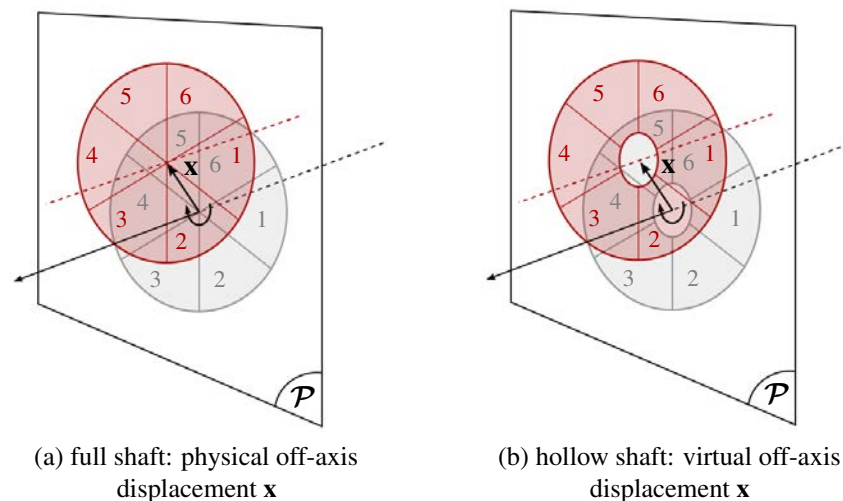 5 6
5
4 x 6 1
4
3 1
2
3 2
P
(a) full shaft: physical off-axis
displacement x
5 6
5
4 x 6 1
4
3 1
2
3 2
P
(b) hollow shaft: virtual off-axis
displacement x